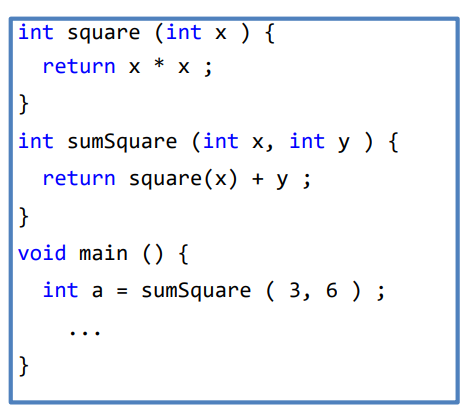 int square (int x ) {
return x * x ;
}
int sumSquare (int x, int y ) {
return square(x) + y ;
}
void main () {
int a = sumSquare ( 3, 6 ) ;
...
}